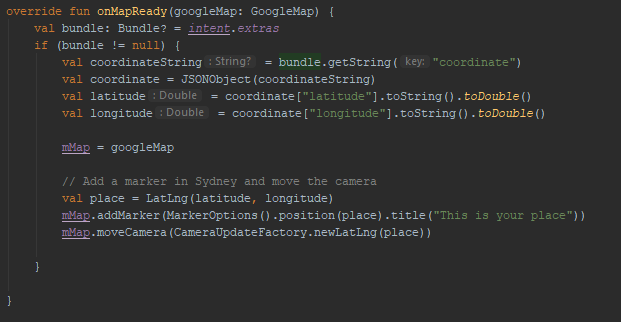 override fun onMapReady(googleMap: GoogleMap) {
    val bundle: Bundle? = intent.extras
    if (bundle != null) {
        val coordinateString : String? = bundle.getString( key: "coordinate")
        val coordinate = JSONObject(coordinateString)
        val latitude : Double = coordinate["latitude"].toString().toDouble()
        val longitude : Double = coordinate["longitude"].toString().toDouble()
        mMap = googleMap
        // Add a marker in Sydney and move the camera
        val place = LatLng(latitude, longitude)
        mMap.addMarker(MarkerOptions().position(place).title("This is your place"))
        mMap.moveCamera(CameraUpdateFactory.newLatLng(place))
    }
}